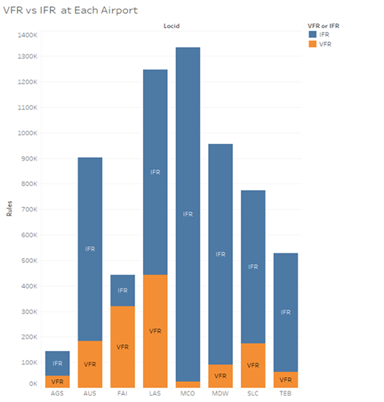 VFR vs IFR at Each Airport
Locid
VFR or IFR
IFR
VFR
Rules
1400K
1300K
1200K
1100K
1000K
900K
800K
700K
600K
500K
400K
300K
200K
100K
0K
IFR
VFR
IFR
VFR
IFR
VFR
IFR
VFR
IFR
IFR
VFR
IFR
VFR
IFR
VFR
AGS AUS FAI LAS MCO MDW SLC TEB